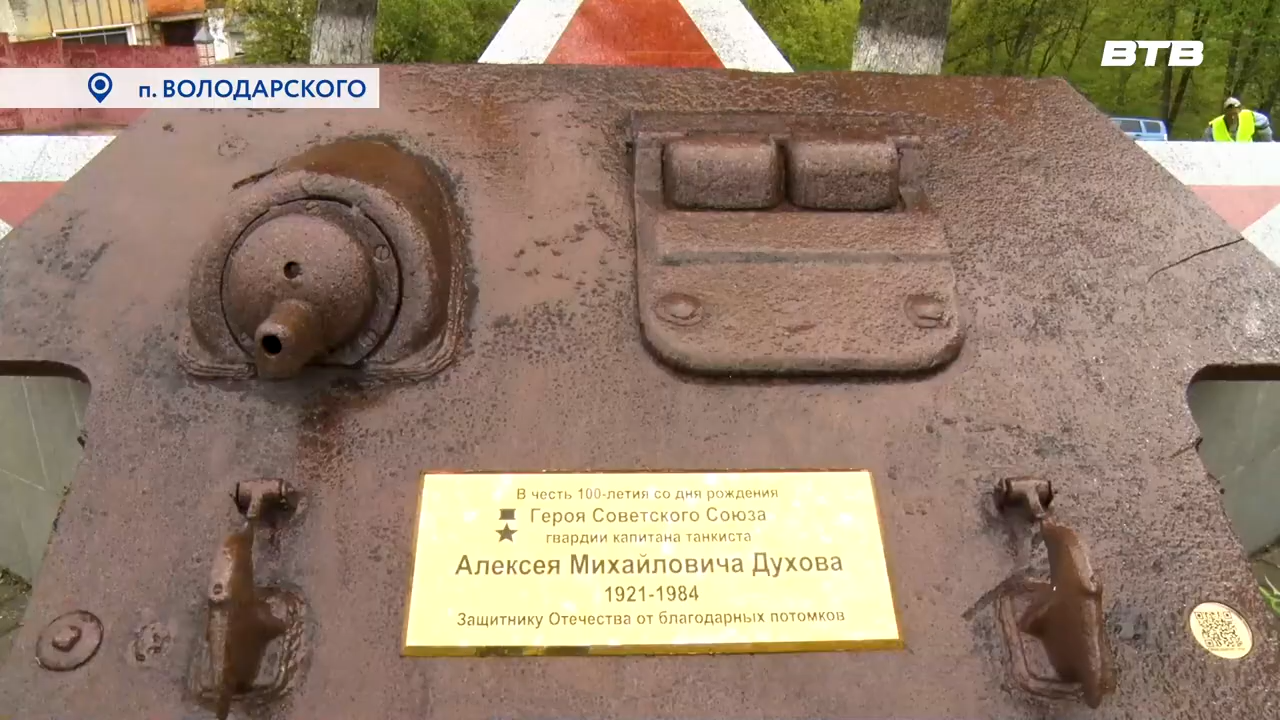 п. ВОЛОДАРСКОГО
ВТВ
В честь 100-летия со дня рождения
Героя Советского Союза
гвардии капитана танкиста
Алексея Михайловича Духова
1921-1984
Защитнику Отечества от благодарных потомков